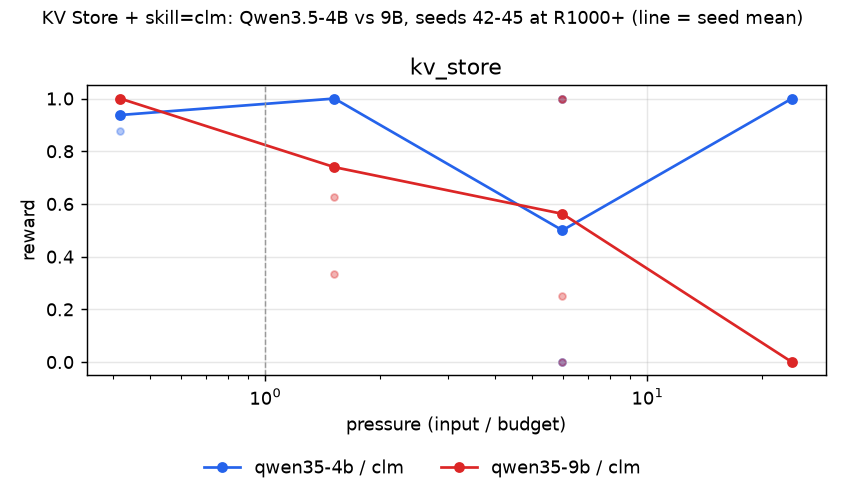 KV Store + skill=clm: Qwen3.5-4B vs 9B, seeds 42-45 at R1000+ (line = seed mean)
kv_store
1.0
0.8
0.6
0.4
0.2
0.0
reward
10⁰
10¹
pressure (input / budget)
qwen35-4b / clm
qwen35-9b / clm